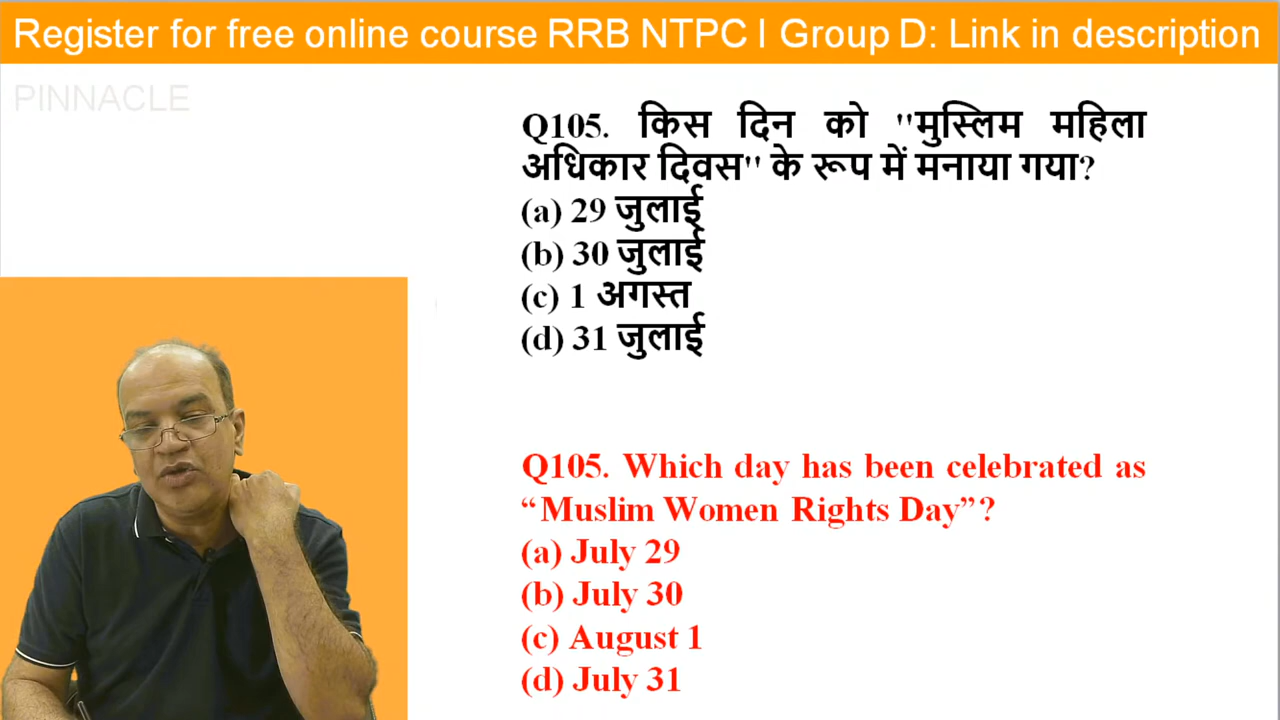 Register for free online course RRB NTPC I Group D: Link in description
PINNACLE
Q105. किस दिन को "मुस्लिम महिला
अधिकार दिवस" के रूप में मनाया गया?
(a) 29 जुलाई
(b) 30 जुलाई
(c) 1 अगस्त
(d) 31 जुलाई
Q105. Which day has been celebrated as
“Muslim Women Rights Day”?
(a) July 29
(b) July 30
(c) August 1
(d) July 31